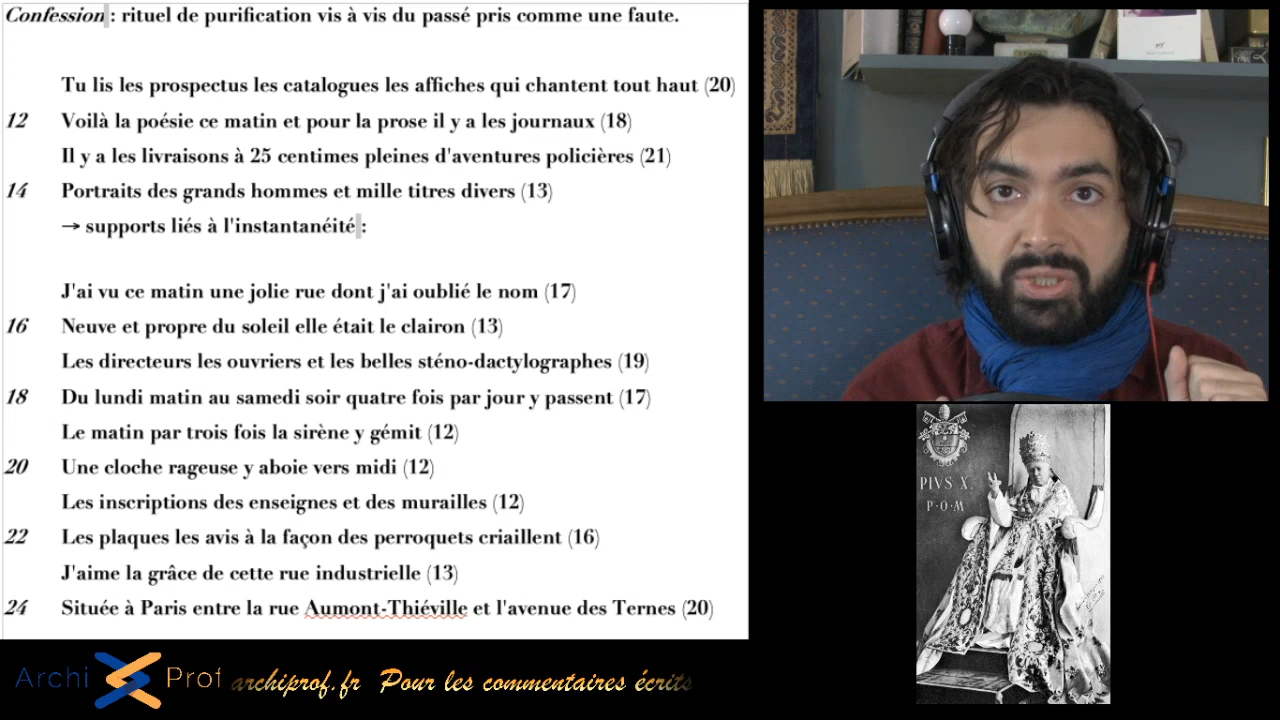 Confession : rituel de purification vis à vis du passé pris comme une faute.
Tu lis les prospectus les catalogues les affiches qui chantent tout haut (20)
12 Voilà la poésie ce matin et pour la prose il y a les journaux (18)
Il y a les livraisons à 25 centimes pleines d'aventures policières (21)
14 Portraits des grands hommes et mille titres divers (13)
→ supports liés à l'instantanéité :
J'ai vu ce matin une jolie rue dont j'ai oublié le nom (17)
16 Neuve et propre du soleil elle était le clairon (13)
Les directeurs les ouvriers et les belles sténo-dactylographes (19)
18 Du lundi matin au samedi soir quatre fois par jour y passent (17)
Le matin par trois fois la sirène y gémit (12)
20 Une cloche rageuse y aboie vers midi (12)
Les inscriptions des enseignes et des murailles (12)
22 Les plaques les avis à la façon des perroquets criaillent (16)
J'aime la grâce de cette rue industrielle (13)
24 Située à Paris entre la rue Aumont-Thiéville et l'avenue des Ternes (20)
PIVS X.
P·O·M
Archi Prof archiprof.fr Pour les commentaires écrits